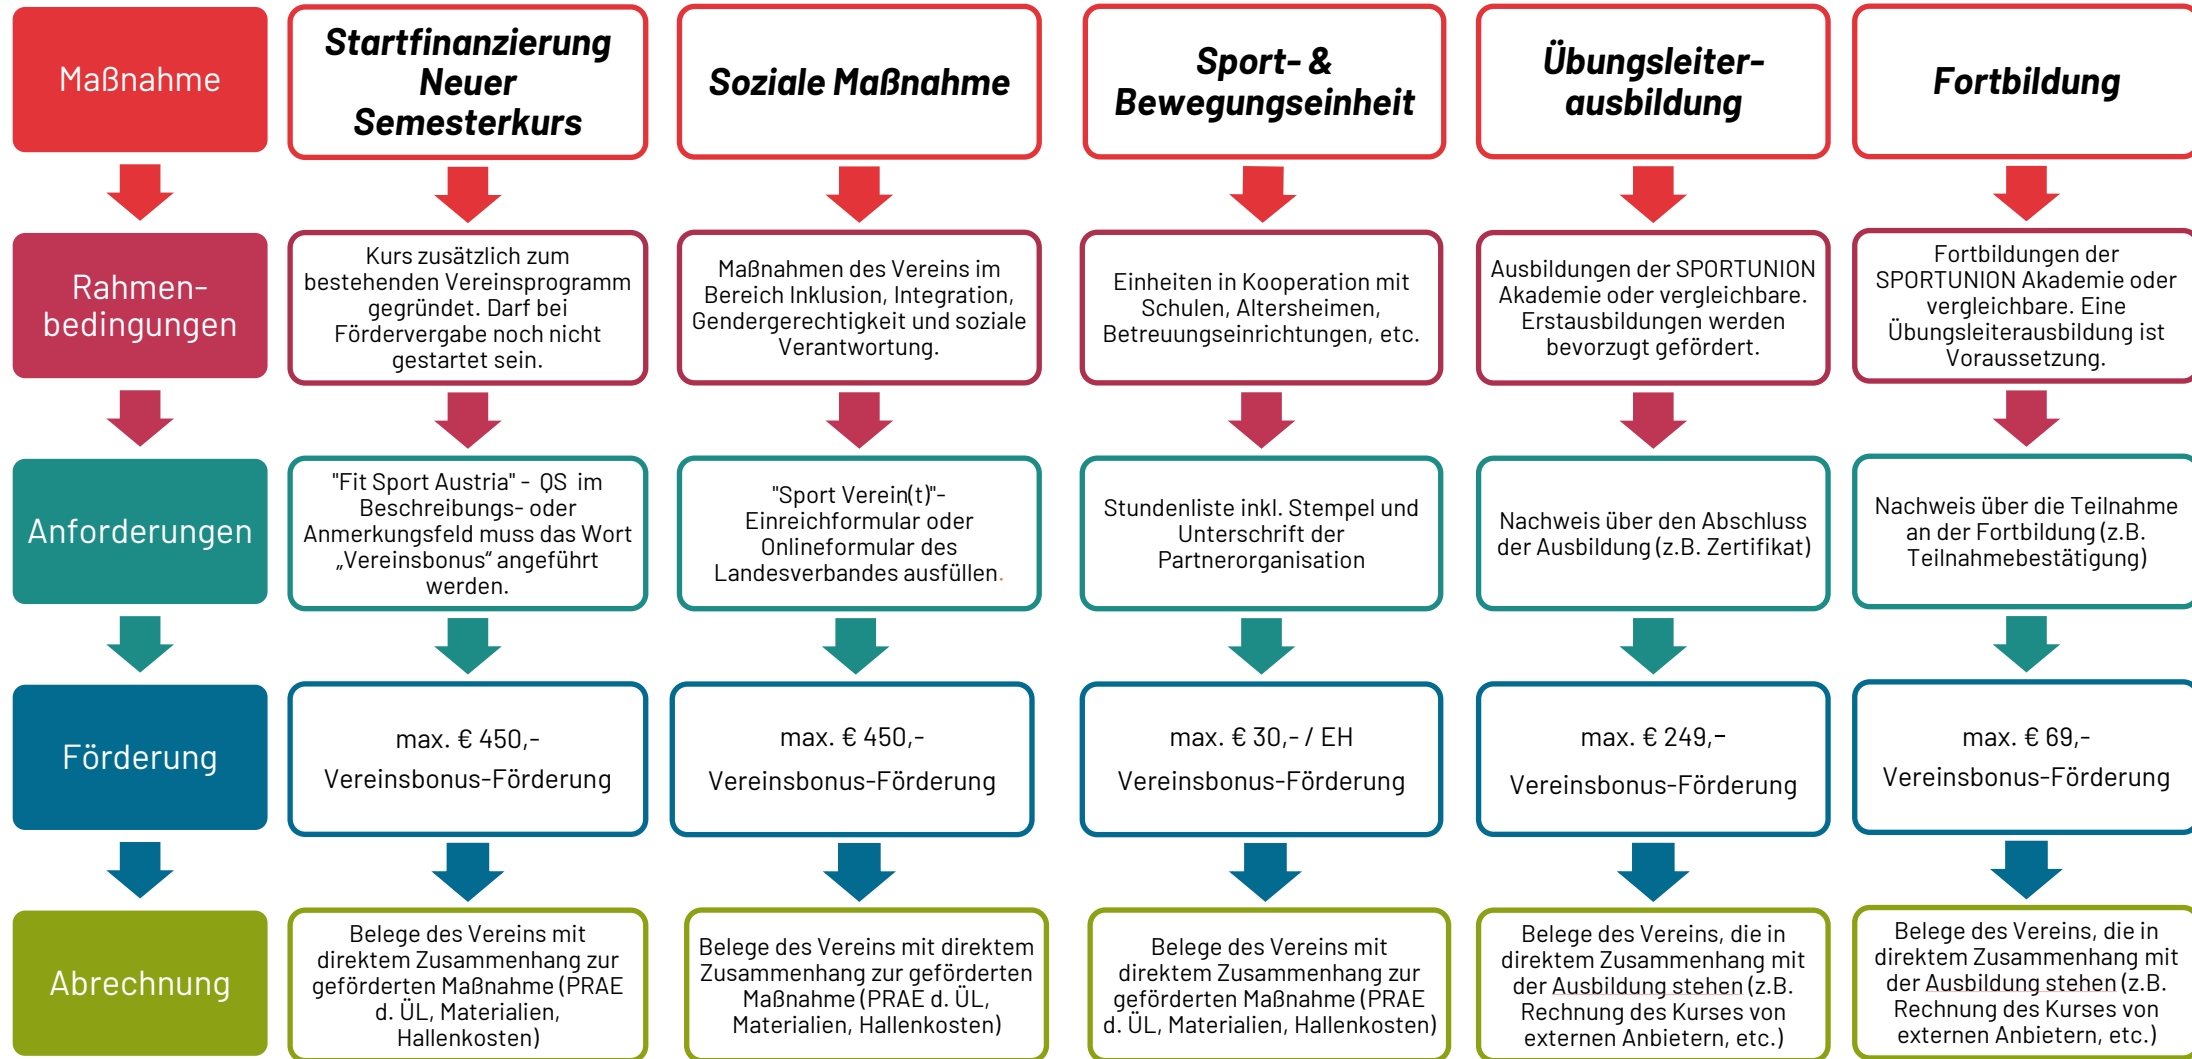 Maßnahme
Startfinanzierung
Neuer
Semesterkurs
Soziale Maßnahme
Sport- &
Bewegungseinheit
Übungsleiter-
ausbildung
Fortbildung
Rahmen-
bedingungen
Kurs zusätzlich zum
bestehenden Vereinsprogramm
gegründet. Darf bei
Fördervergabe noch nicht
gestartet sein.
Maßnahmen des Vereins im
Bereich Inklusion, Integration,
Gendergerechtigkeit und soziale
Verantwortung.
Einheiten in Kooperation mit
Schulen, Altersheimen,
Betreuungseinrichtungen, etc.
Ausbildungen der SPORTUNION
Akademie oder vergleichbare.
Erstausbildungen werden
bevorzugt gefördert.
Fortbildungen der
SPORTUNION Akademie oder
vergleichbare. Eine
Übungsleiterausbildung ist
Voraussetzung.
Anforderungen
"Fit Sport Austria" - QS im
Beschreibungs- oder
Anmerkungsfeld muss das Wort
„Vereinsbonus“ angeführt
werden.
"Sport Verein(t)"-
Einreichformular oder
Onlineformular des
Landesverbandes ausfüllen.
Stundenliste inkl. Stempel und
Unterschrift der
Partnerorganisation
Nachweis über den Abschluss
der Ausbildung (z.B. Zertifikat)
Nachweis über die Teilnahme
an der Fortbildung (z.B.
Teilnahmebestätigung)
Förderung
max. € 450,-
Vereinsbonus-Förderung
max. € 450,-
Vereinsbonus-Förderung
max. € 30,- / EH
Vereinsbonus-Förderung
max. € 249,–
Vereinsbonus-Förderung
max. € 69,-
Vereinsbonus-Förderung
Abrechnung
Belege des Vereins mit
direktem Zusammenhang zur
geförderten Maßnahme (PRAE
d. ÜL, Materialien,
Hallenkosten)
Belege des Vereins mit direktem
Zusammenhang zur geförderten
Maßnahme (PRAE d. ÜL,
Materialien, Hallenkosten)
Belege des Vereins mit
direktem Zusammenhang zur
geförderten Maßnahme (PRAE
d. ÜL, Materialien, Hallenkosten)
Belege des Vereins, die in
direktem Zusammenhang mit
der Ausbildung stehen (z.B.
Rechnung des Kurses von
externen Anbietern, etc.)
Belege des Vereins, die in
direktem Zusammenhang mit
der Ausbildung stehen (z.B.
Rechnung des Kurses von
externen Anbietern, etc.)